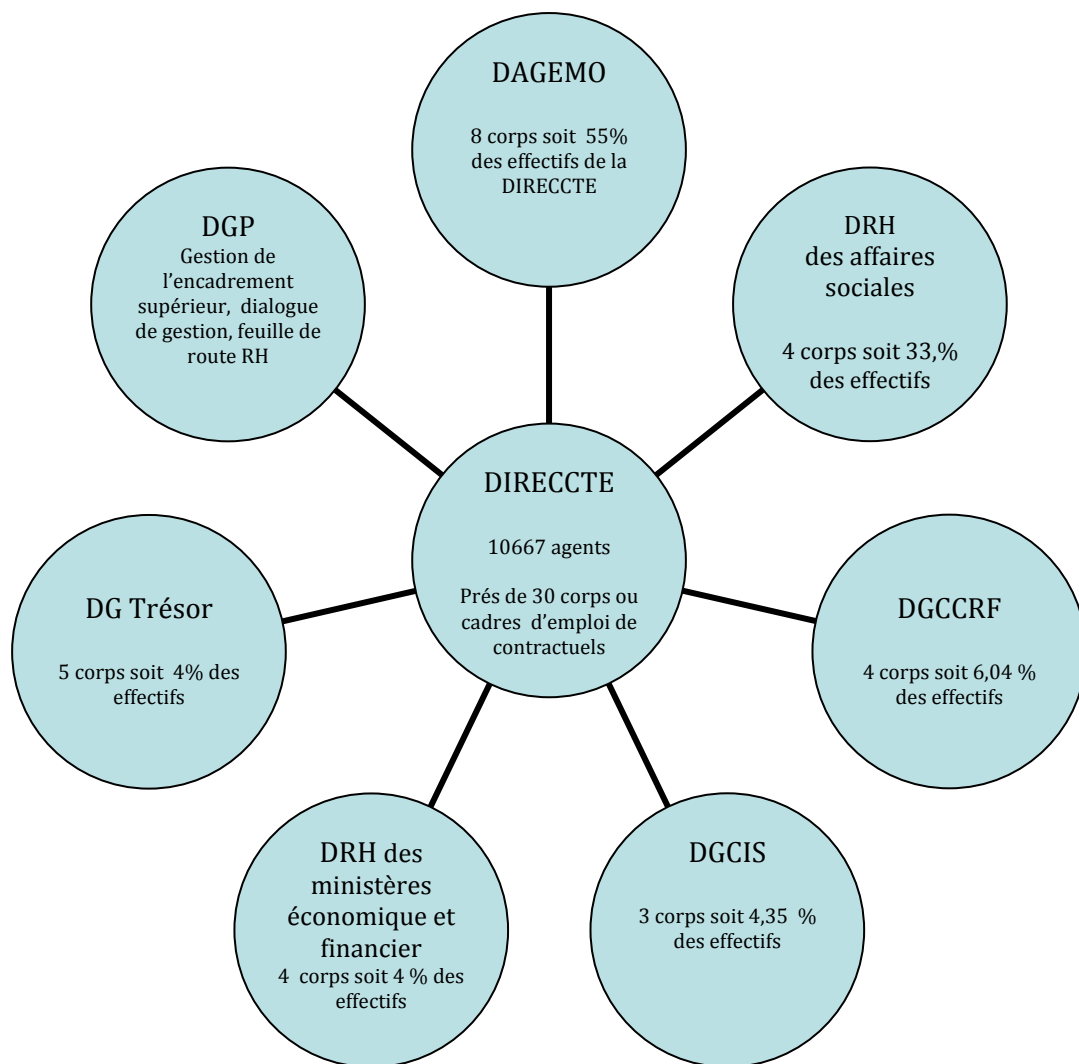 DAGEMO
8 corps soit 55%
des effectifs de la
DIRECCTE
DRH
des affaires
sociales
4 corps soit 33,%
des effectifs
DGCCRF
4 corps soit 6,04 %
des effectifs
DGCIS
3 corps soit 4,35 %
des effectifs
DRH des
ministères
économique et
financier
4 corps soit 4 % des
effectifs
DG Trésor
5 corps soit 4% des
effectifs
DGP
Gestion de
l’encadrement
supérieur, dialogue
de gestion, feuille de
route RH
DIRECCTE
10667 agents
Prés de 30 corps ou
cadres d’emploi de
contractuels